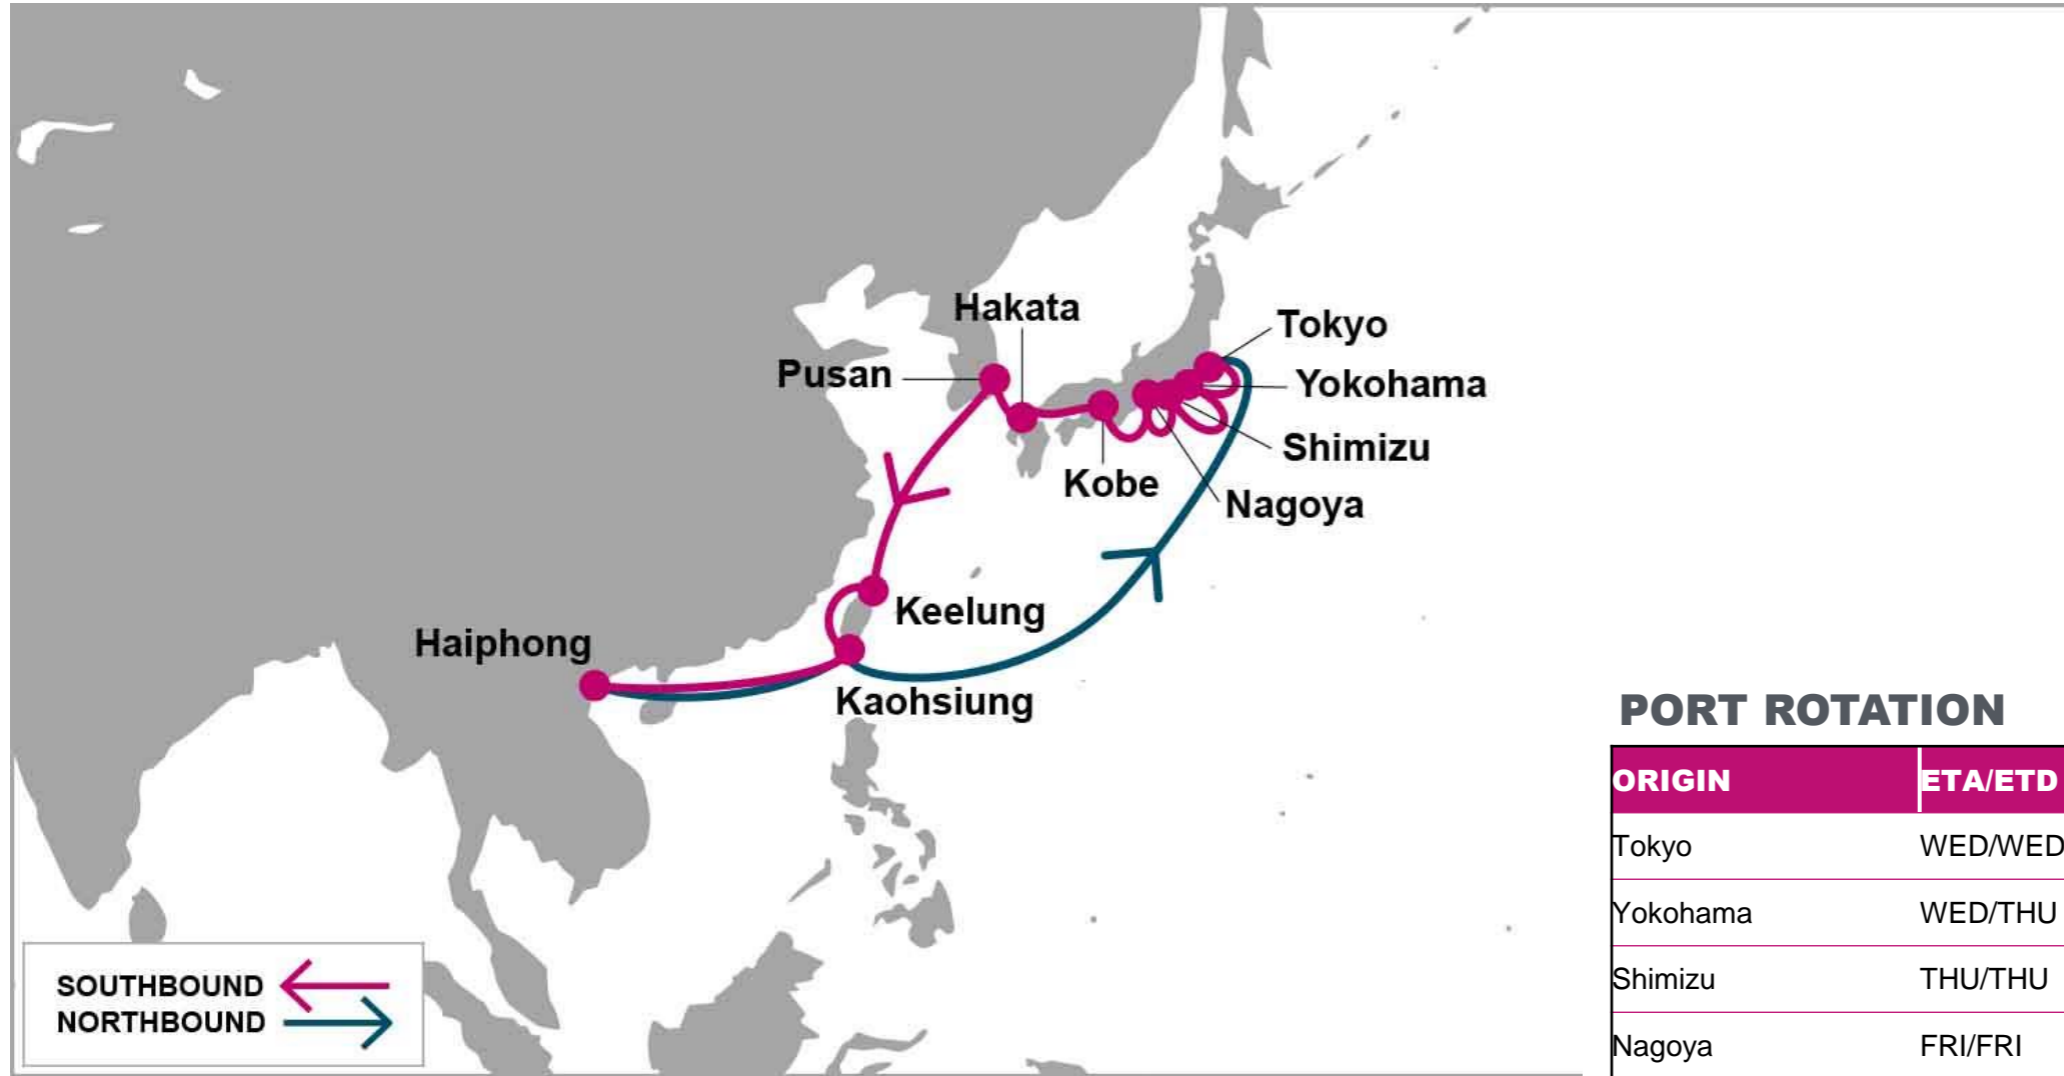 Hakata
Tokyo
Pusan
Yokohama
Shimizu
Kobe
Nagoya
Keelung
Haiphong
Kaohsiung
SOUTHBOUND
NORTHBOUND
PORT ROTATION
ORIGIN ETA/ETD
Tokyo WED/WED
Yokohama WED/THU
Shimizu THU/THU
Nagoya FRI/FRI